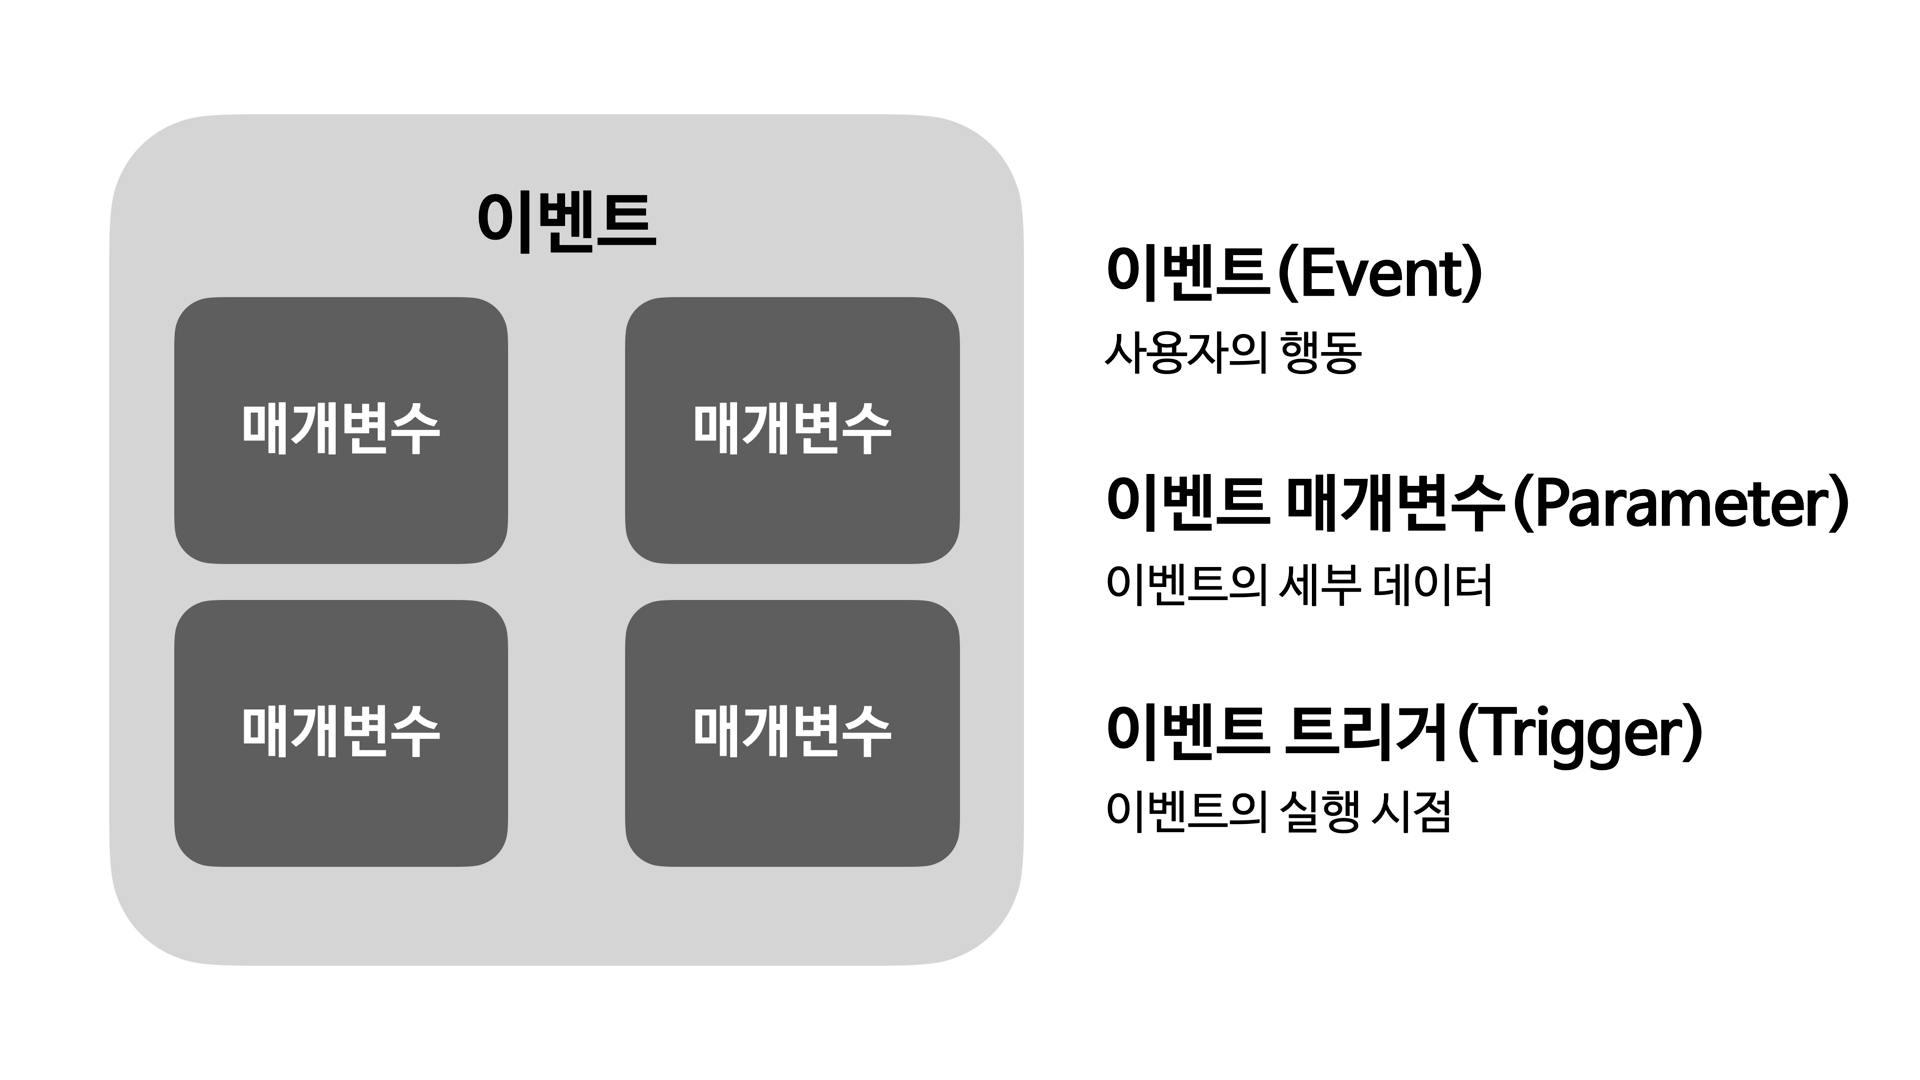 이벤트
매개변수
매개변수
매개변수
매개변수
이벤트(Event)
사용자의 행동
이벤트 매개변수(Parameter)
이벤트의 세부 데이터
이벤트 트리거(Trigger)
이벤트의 실행 시점